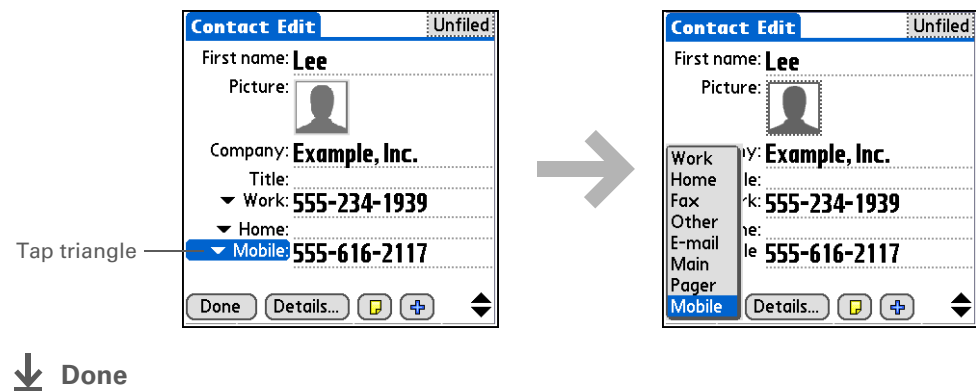 Contact Edit Unfiled
First name: Lee
Picture:
Company: Example, Inc.
Title:
Work: 555-234-1939
Home:
Tap triangle
Mobile: 555-616-2117
Done Details...
Contact Edit Unfiled
First name: Lee
Picture:
y: Example, Inc.
Work
Home le:
Fax rk: 555-234-1939
Other
E-mail ne:
Main le 555-616-2117
Pager
Mobile Details...
Done